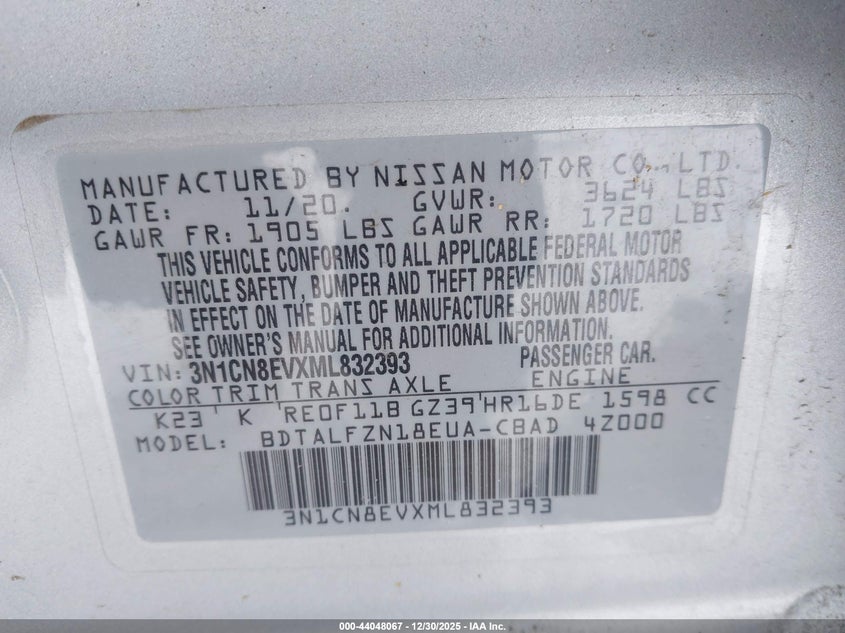 MANUFACTURED BY NISSAN MOTOR CO., LTD.
DATE: 11/20. GVWR: 3624 LBS
GAWR FR: 1905 LBS GAWR RR: 1720 LBS
THIS VEHICLE CONFORMS TO ALL APPLICABLE FEDERAL MOTOR
VEHICLE SAFETY, BUMPER AND THEFT PREVENTION STANDARDS
IN EFFECT ON THE DATE OF MANUFACTURE SHOWN ABOVE.
SEE OWNER'S MANUAL FOR ADDITIONAL INFORMATION.
VIN: 3N1CN8EVXML832393 PASSENGER CAR.
COLOR TRIM TRANS AXLE ENGINE
K23 ' K ' RE0F11B GZ39 ' HR16DE 1598 CC
MODEL: BDTALFZN18EUA-CBAD 4Z000
3N1CN8EVXML832393
000-44048067 • 12/30/2025 - IAA Inc.